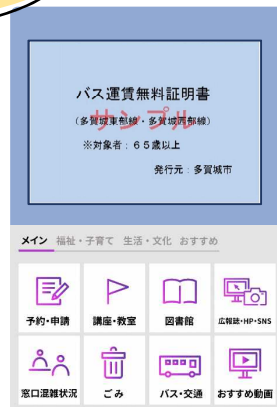 バス運賃無料証明書
(多賀城東部線・多賀城西部線)
サンプル
※対象者:65歳以上
発行元:多賀城市
メイン 福祉・子育て 生活・文化 おすすめ
予約・申請 講座・教室 図書館 広報誌・HP・SNS
窓口混雑状況 ごみ バス・交通 おすすめ動画